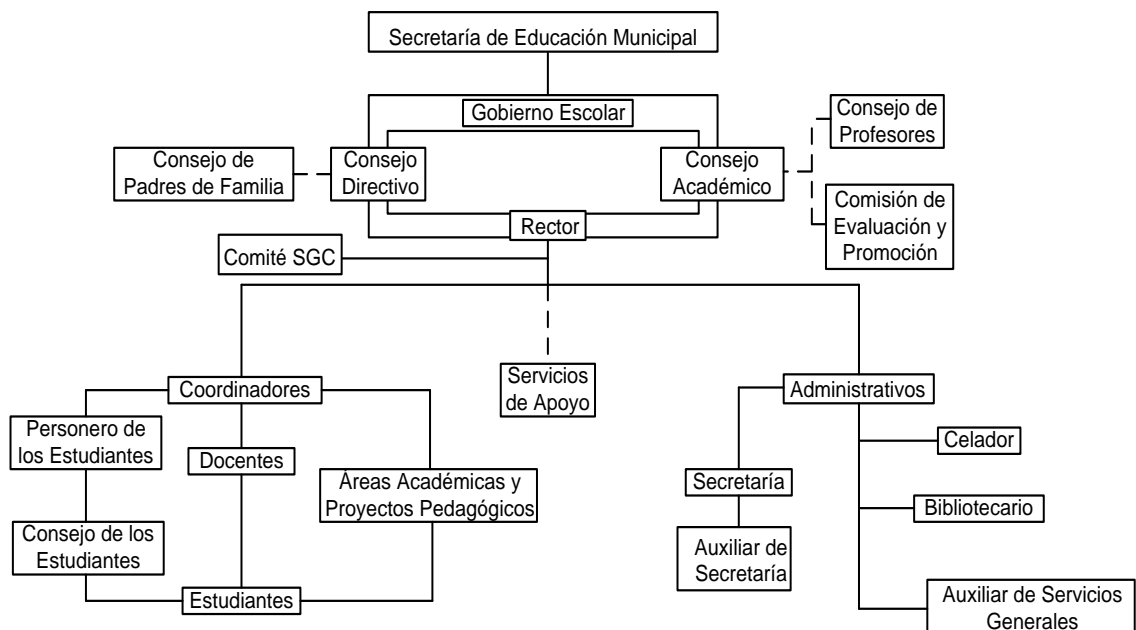 Secretaría de Educación Municipal
Gobierno Escolar
Consejo de
Profesores
Consejo de
Padres de Familia
Consejo
Directivo
Consejo
Académico
Comisión de
Evaluación y
Promoción
Rector
Comité SGC
Servicios
de Apoyo
Coordinadores
Administrativos
Personero de
los Estudiantes
Docentes
Celador
Áreas Académicas y
Proyectos Pedagógicos
Secretaría
Bibliotecario
Consejo de los
Estudiantes
Auxiliar de
Secretaría
Estudiantes
Auxiliar de Servicios
Generales